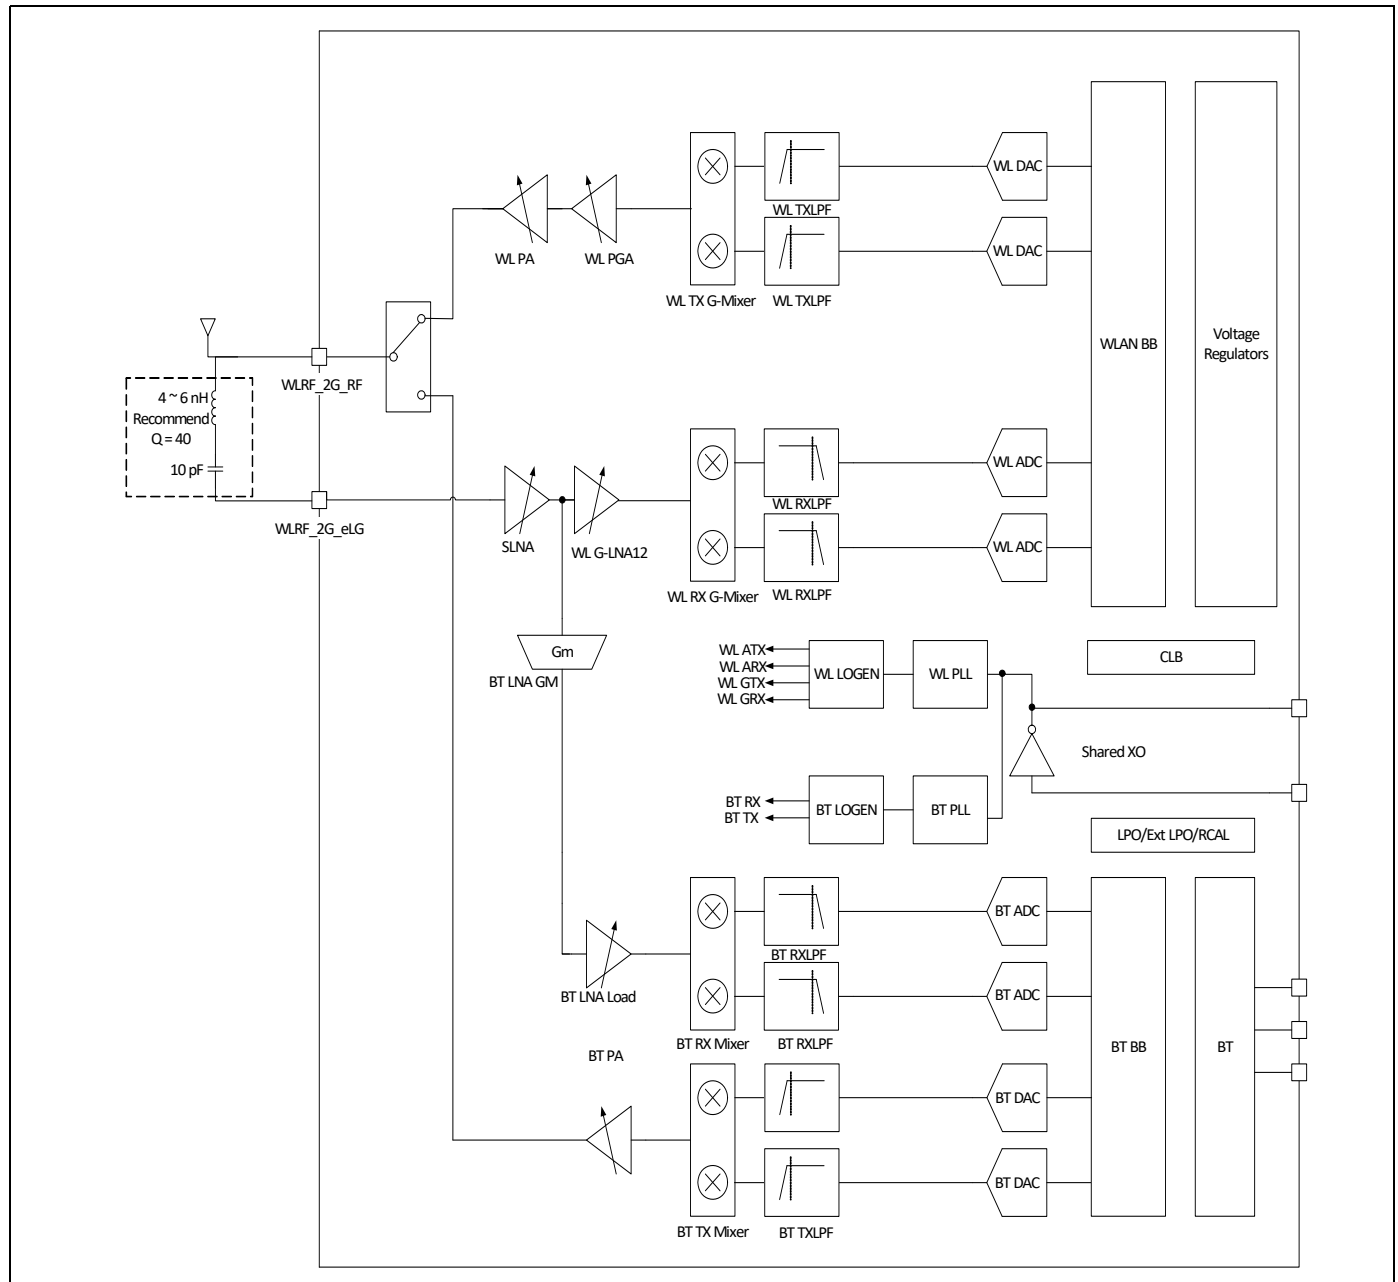 WL DAC
WL TXLPF
WL DAC
WL PA
WL PGA
WL TX G-Mixer
WL TXLPF
WLAN BB
Voltage
Regulators
WLRF_2G_RF
4 ~ 6 nH
Recommend
Q = 40
10 pF
WLRF_2G_eLG
SLNA
WL G-LNA12
WL ADC
WL RXLPF
WL ADC
WL RX G-Mixer
WL RXLPF
Gm
BT LNA GM
WL ATX
WL ARX
WL GTX
WL GRX
WL LOGEN
WL PLL
CLB
Shared XO
BT RX
BT TX
BT LOGEN
BT PLL
LPO/Ext LPO/RCAL
BT ADC
BT RXLPF
BT LNA Load
BT ADC
BT RX Mixer
BT RXLPF
BT PA
BT BB
BT
BT DAC
BT DAC
BT TX Mixer
BT TXLPF